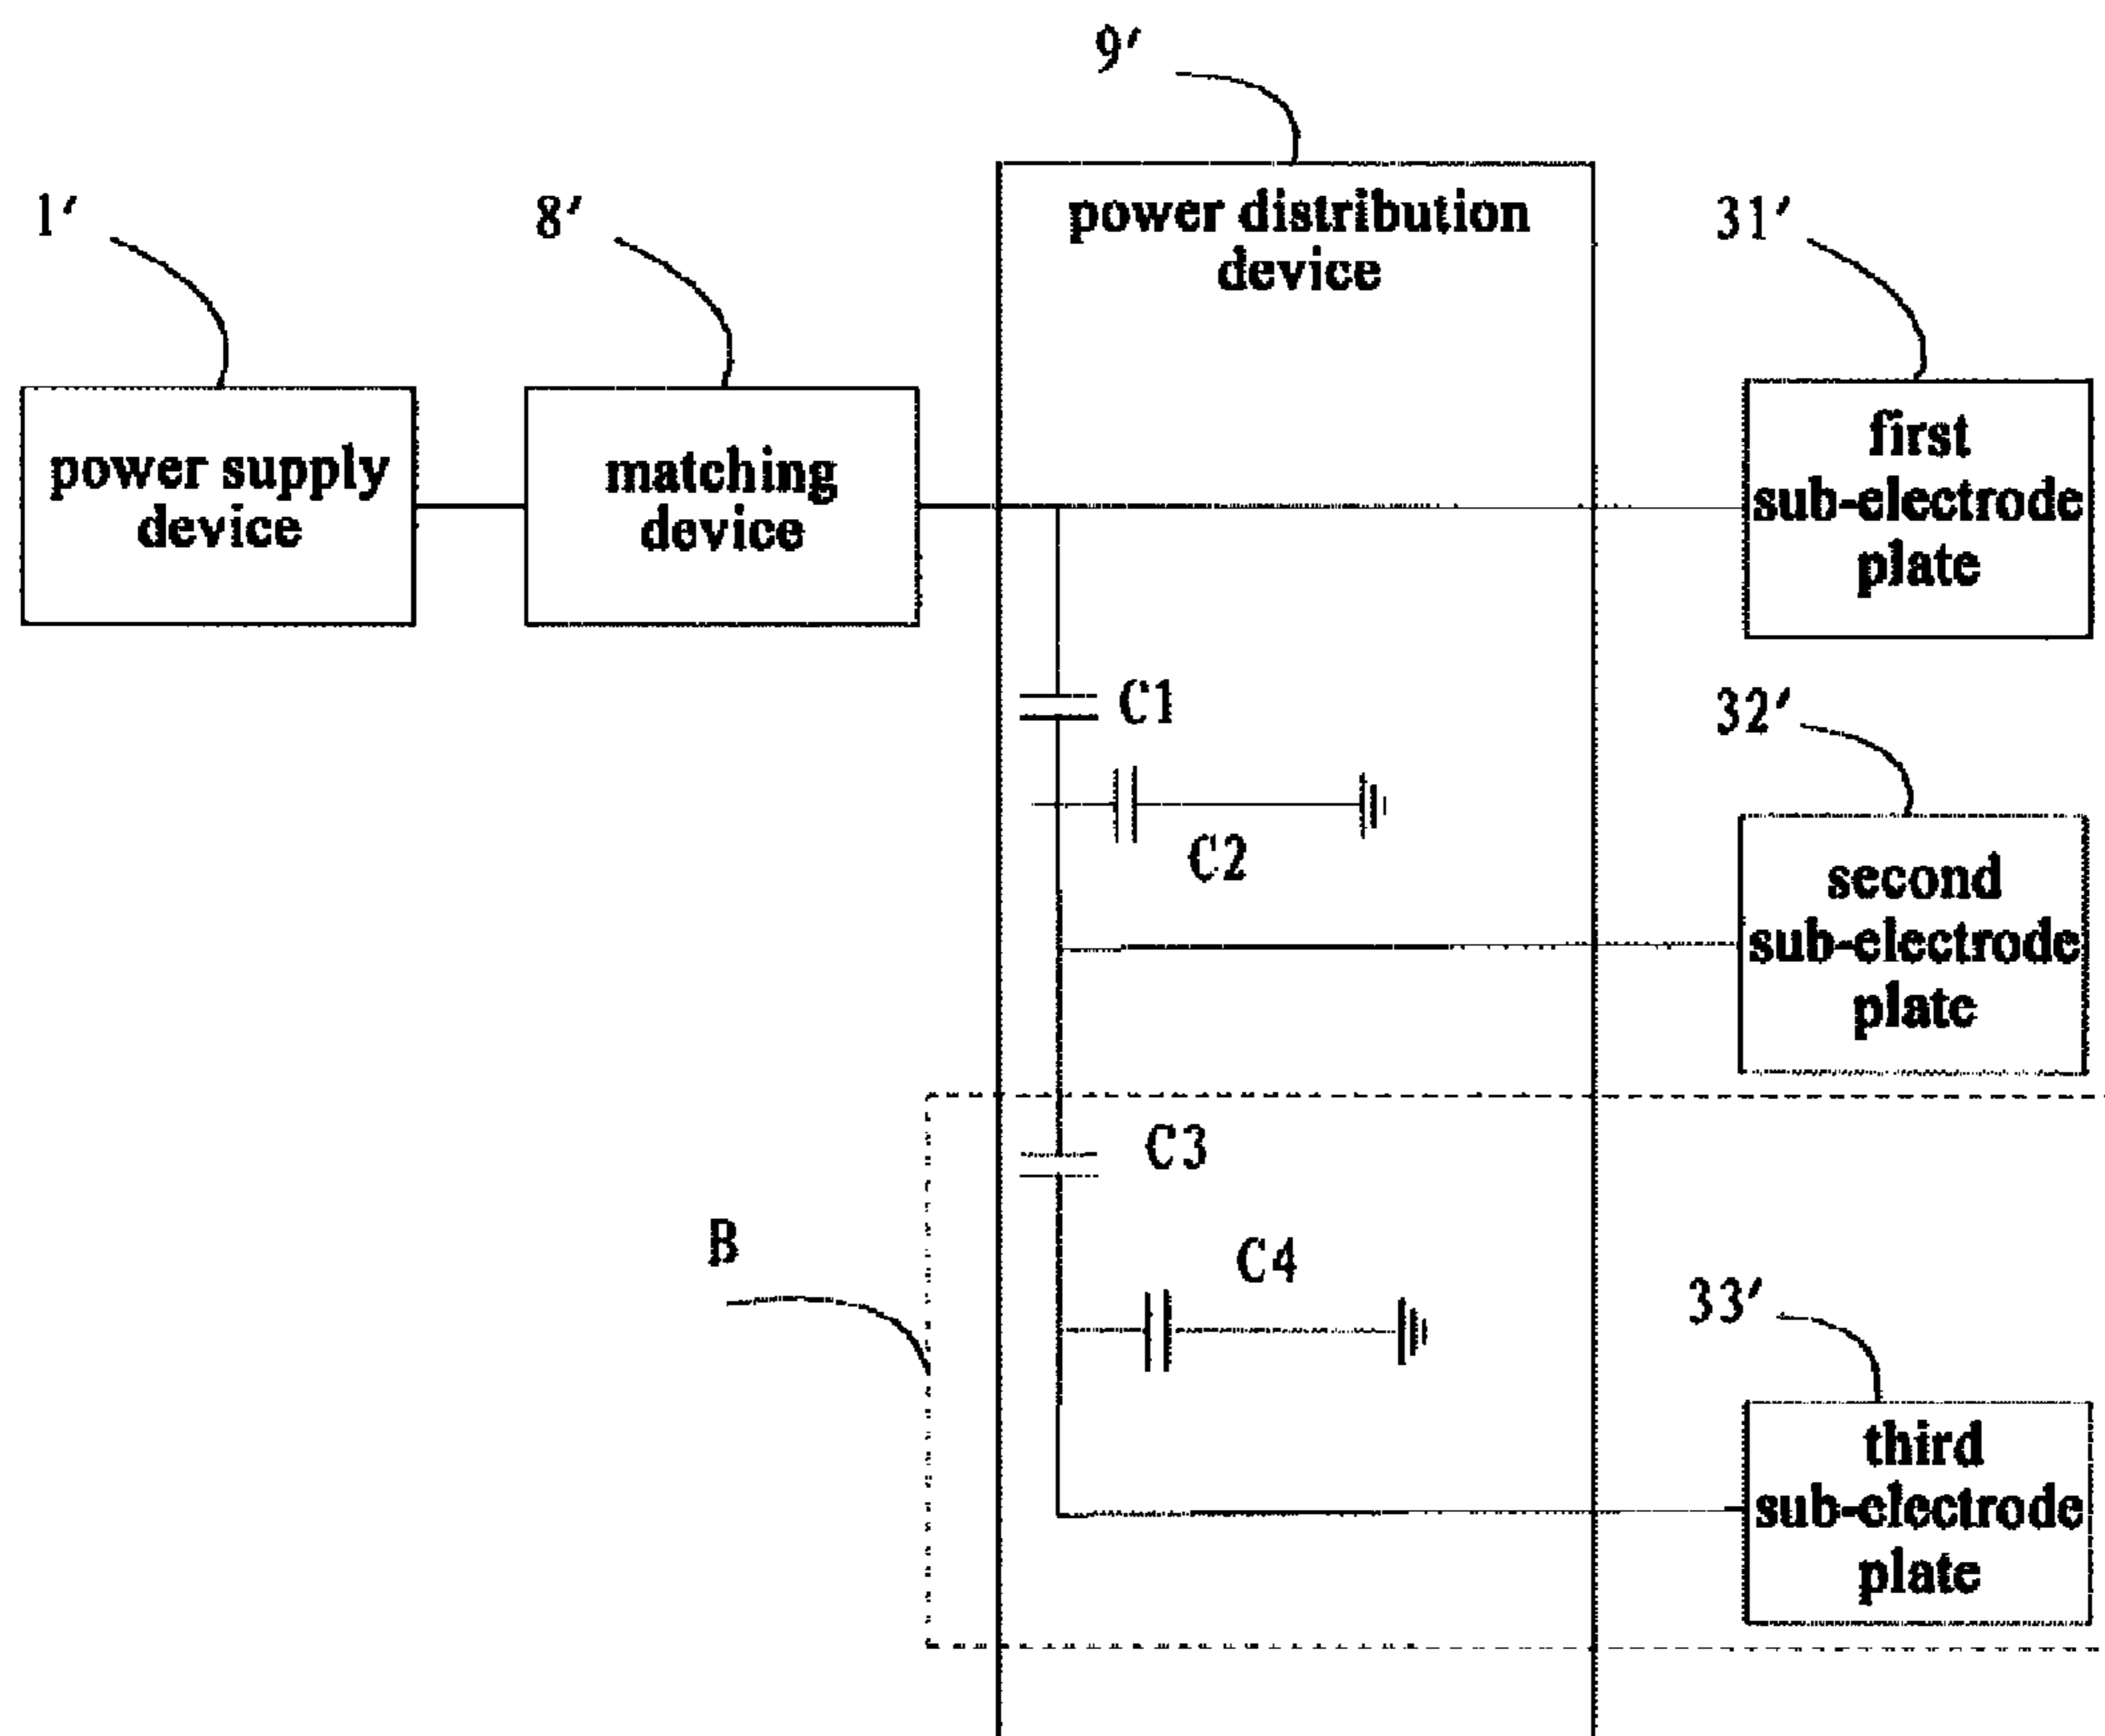 9′
power distribution
device
1′
8′
31′
power supply
device
matching
device
first
sub-electrode
plate
C1
32′
C2
second
sub-electrode
plate
C3
B
C4
33′
third
sub-electrode
plate